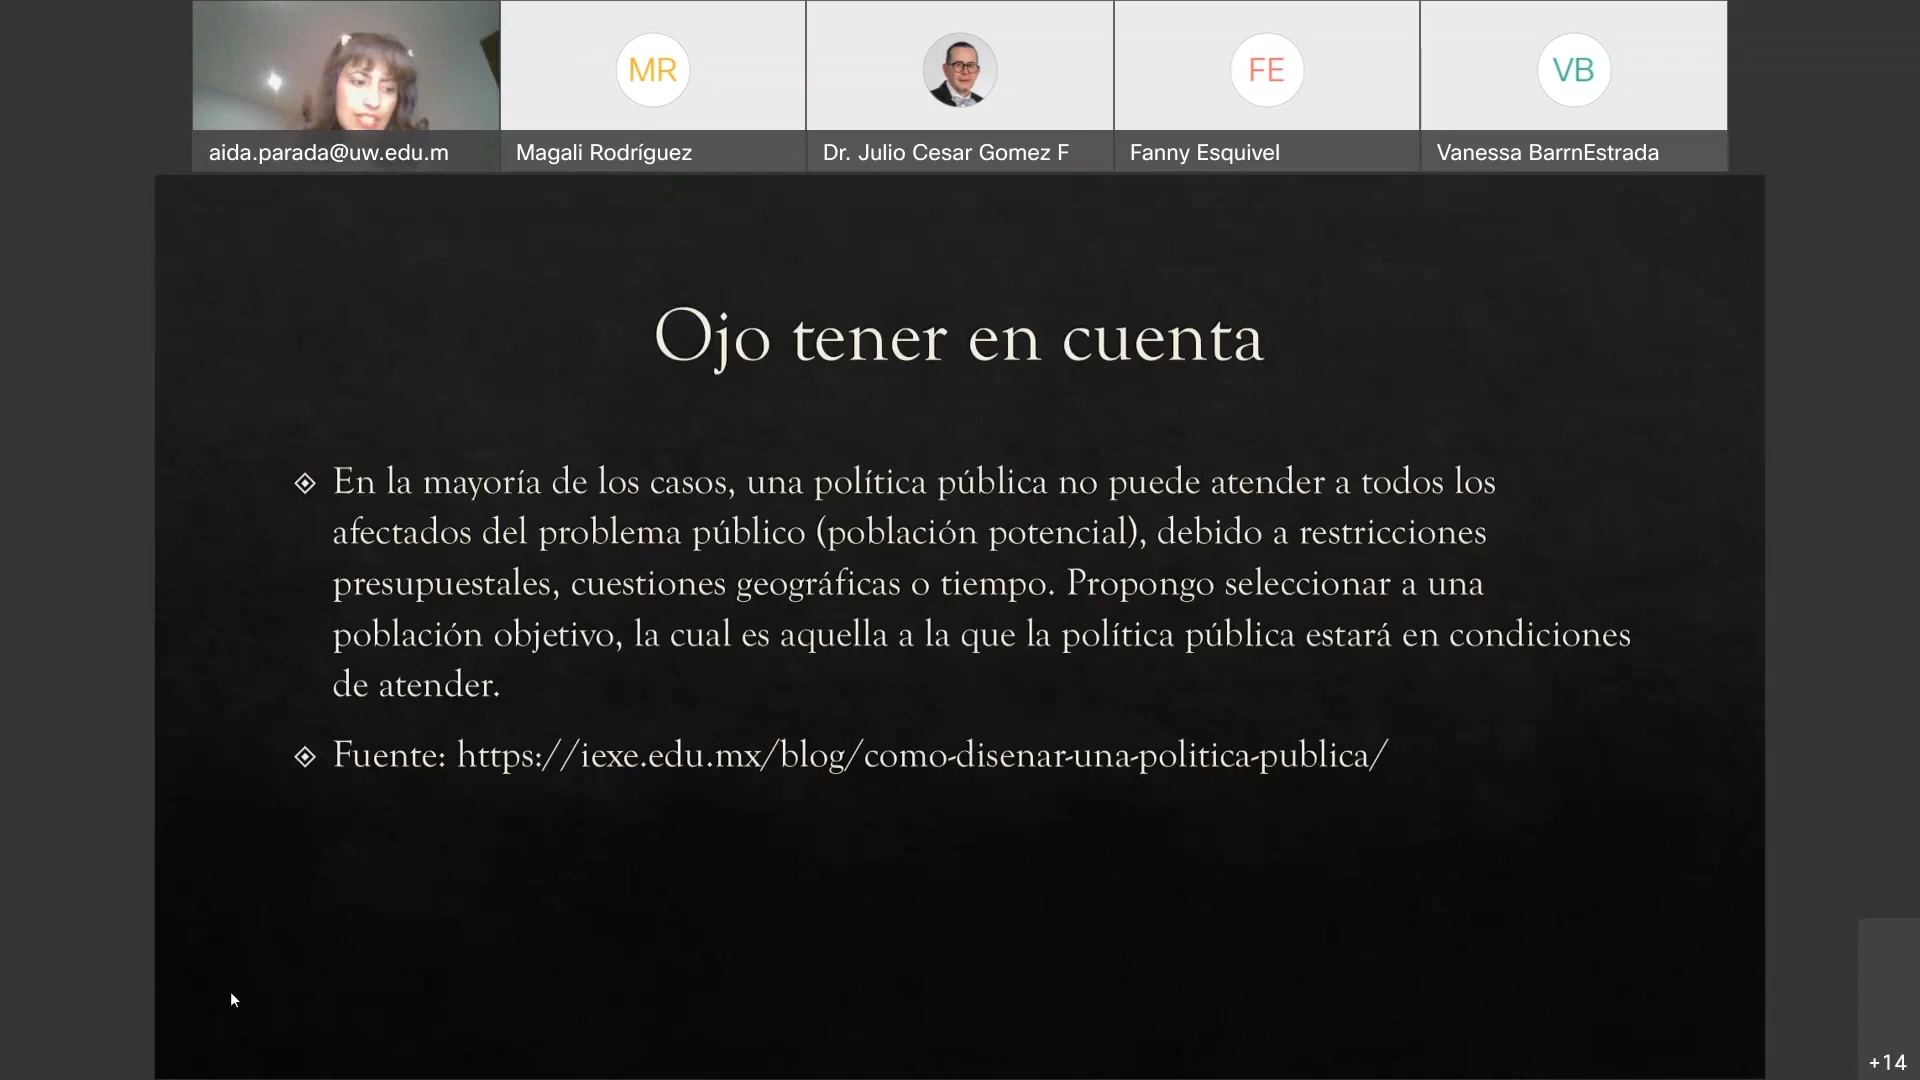 MR
FE
VB
aida.parada@uw.edu.m
Magali Rodríguez
Dr. Julio Cesar Gomez F
Fanny Esquivel
Vanessa BarrnEstrada
Ojo tener en cuenta
En la mayoría de los casos, una política pública no puede atender a todos los
afectados del problema público (población potencial), debido a restricciones
presupuestales, cuestiones geográficas o tiempo. Propongo seleccionar a una
población objetivo, la cual es aquella a la que la política pública estará en condiciones
de atender.
Fuente: https://iexe.edu.mx/blog/como-disenar-una-politica-publica/
+14